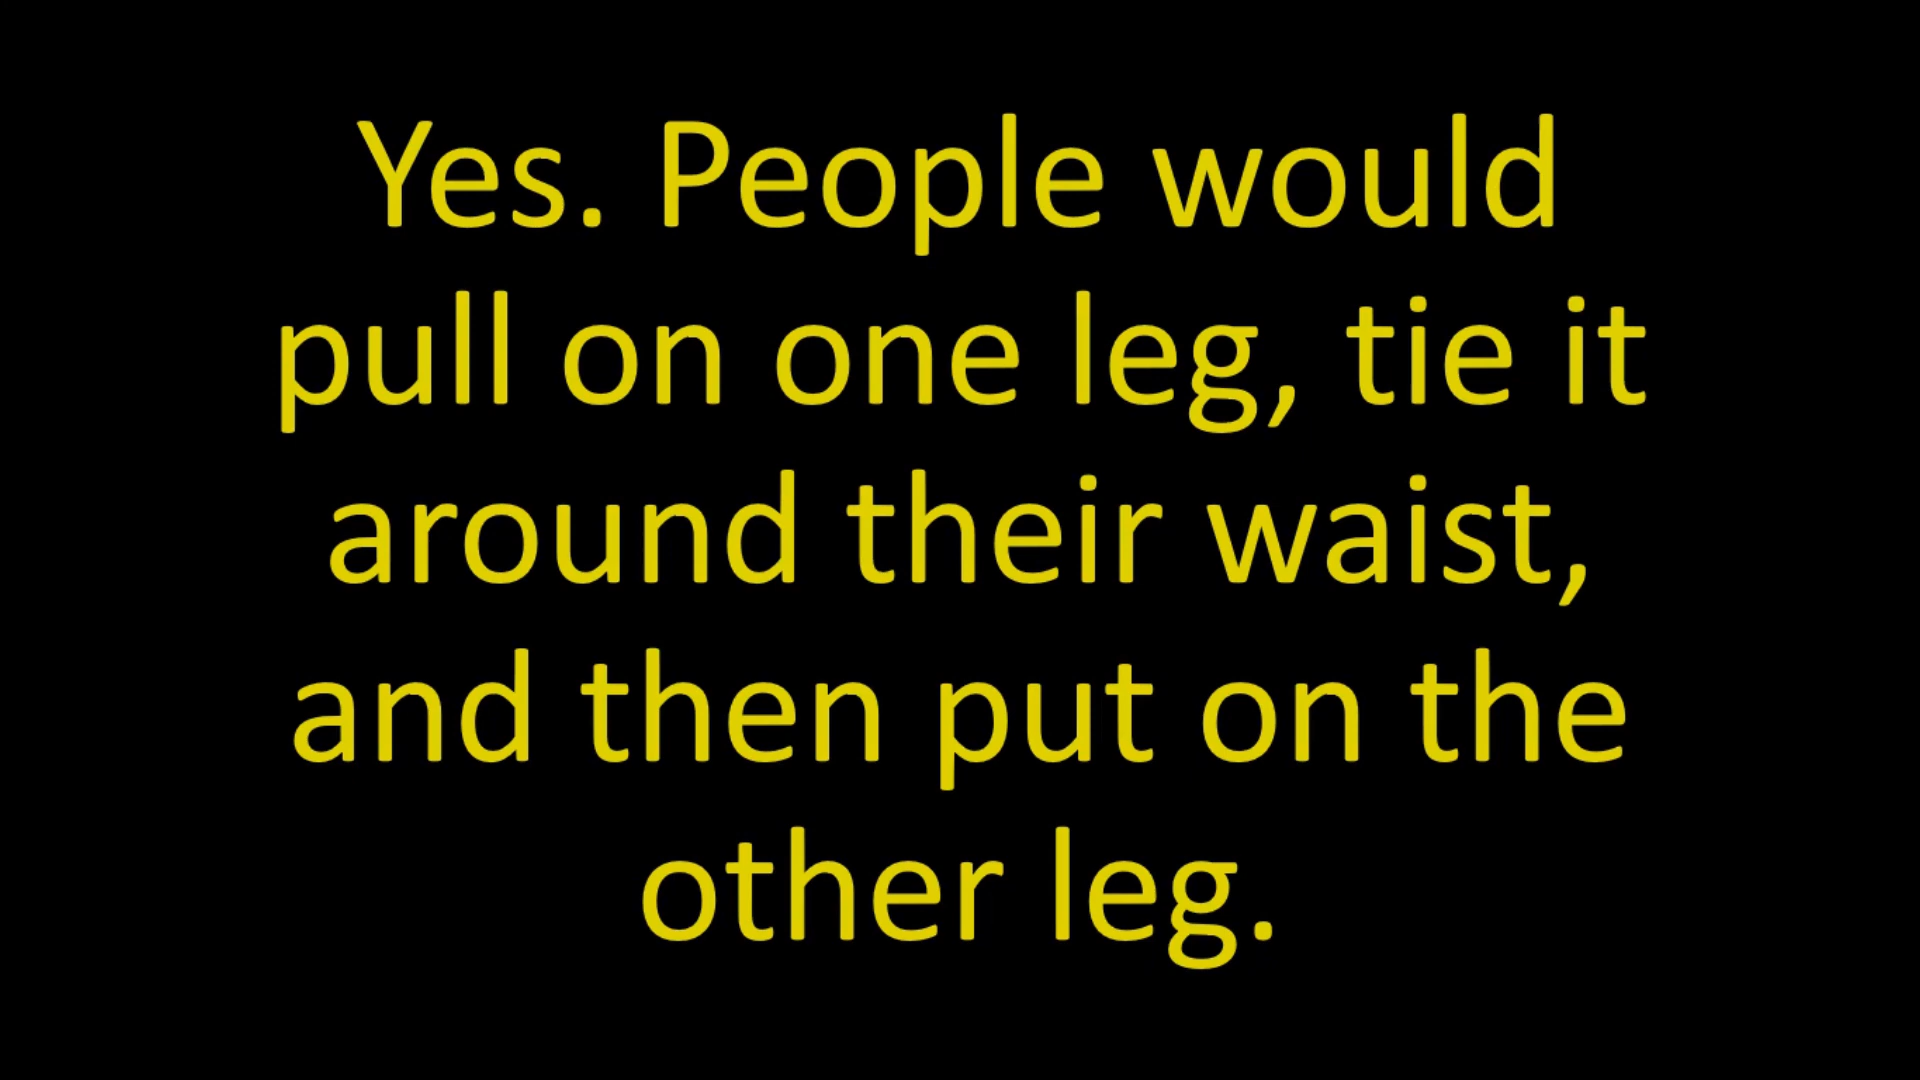 Yes. People would
pull on one leg, tie it
around their waist,
and then put on the
other leg.